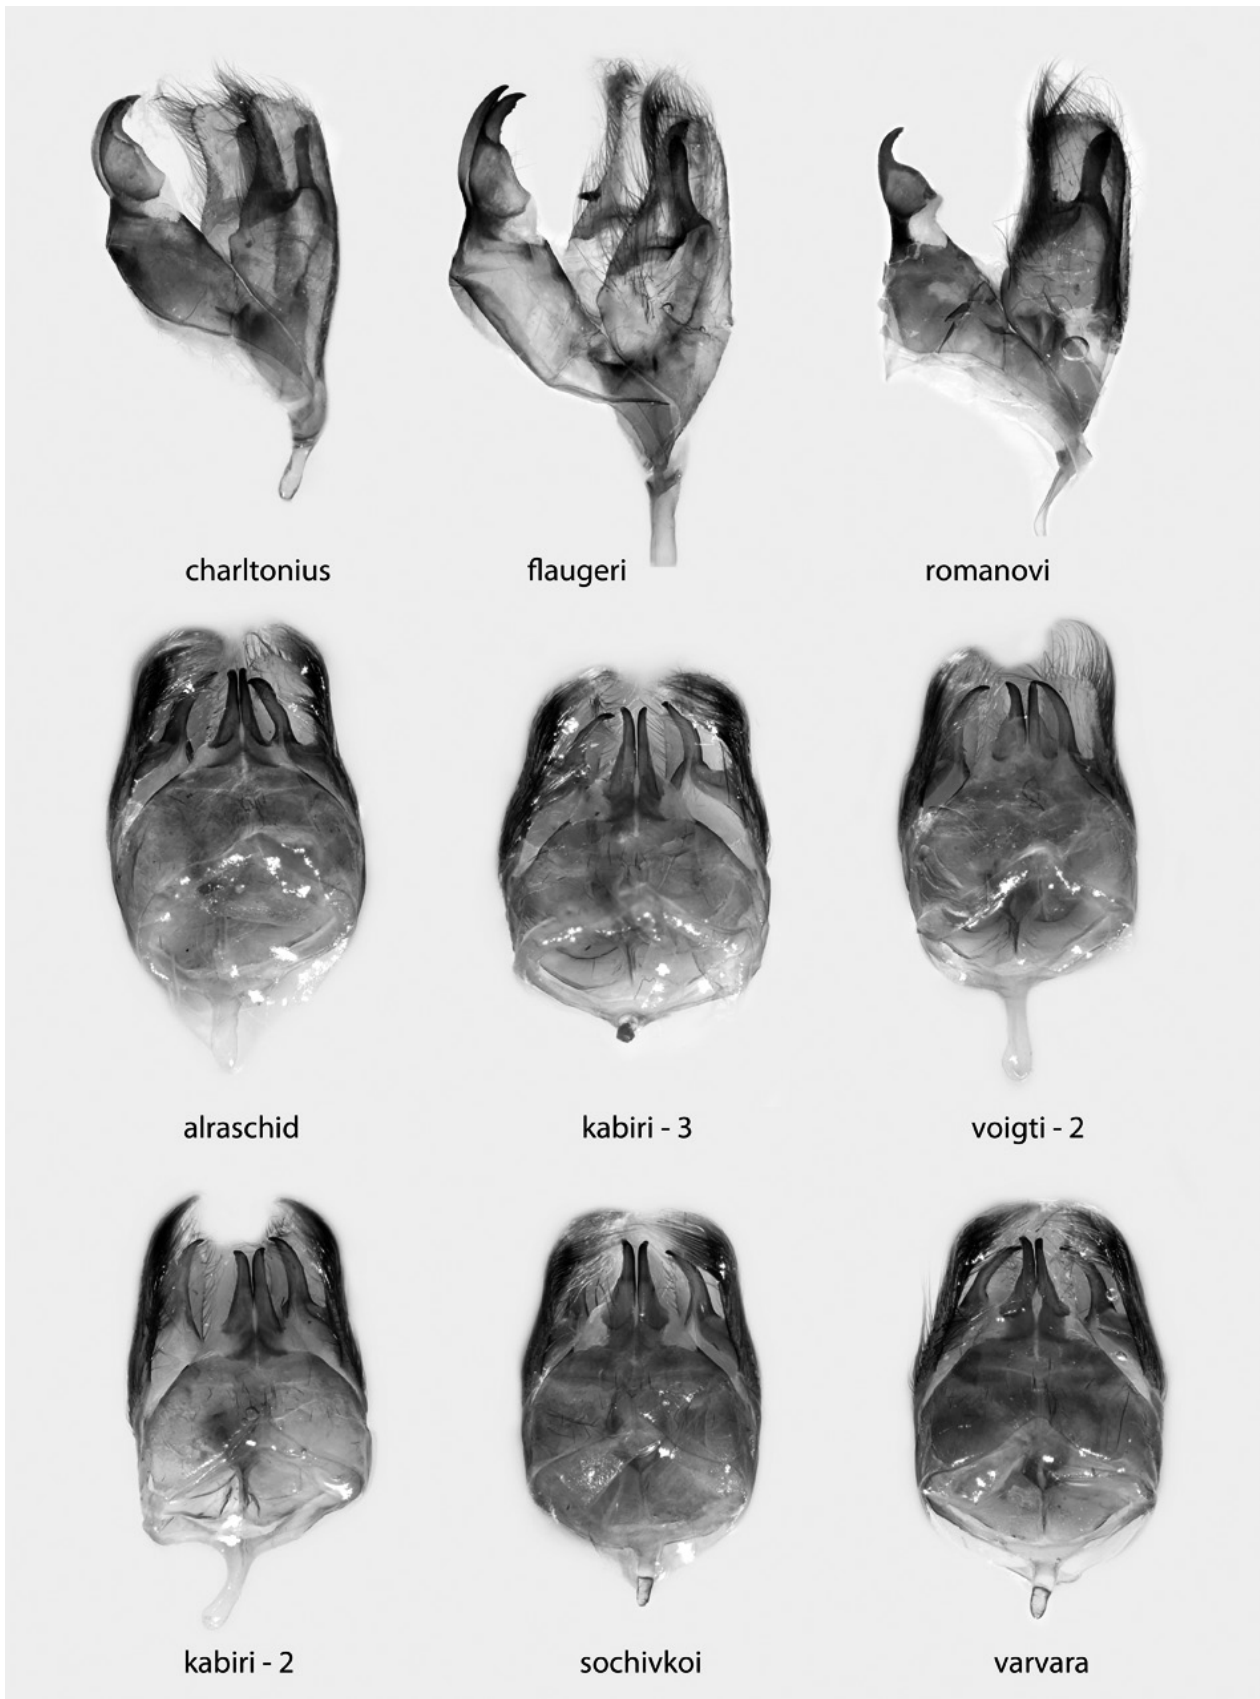 charltonius
flaugeri
romanovi
alraschid
kabiri - 3
voigti - 2
kabiri - 2
sochivkoi
varvara